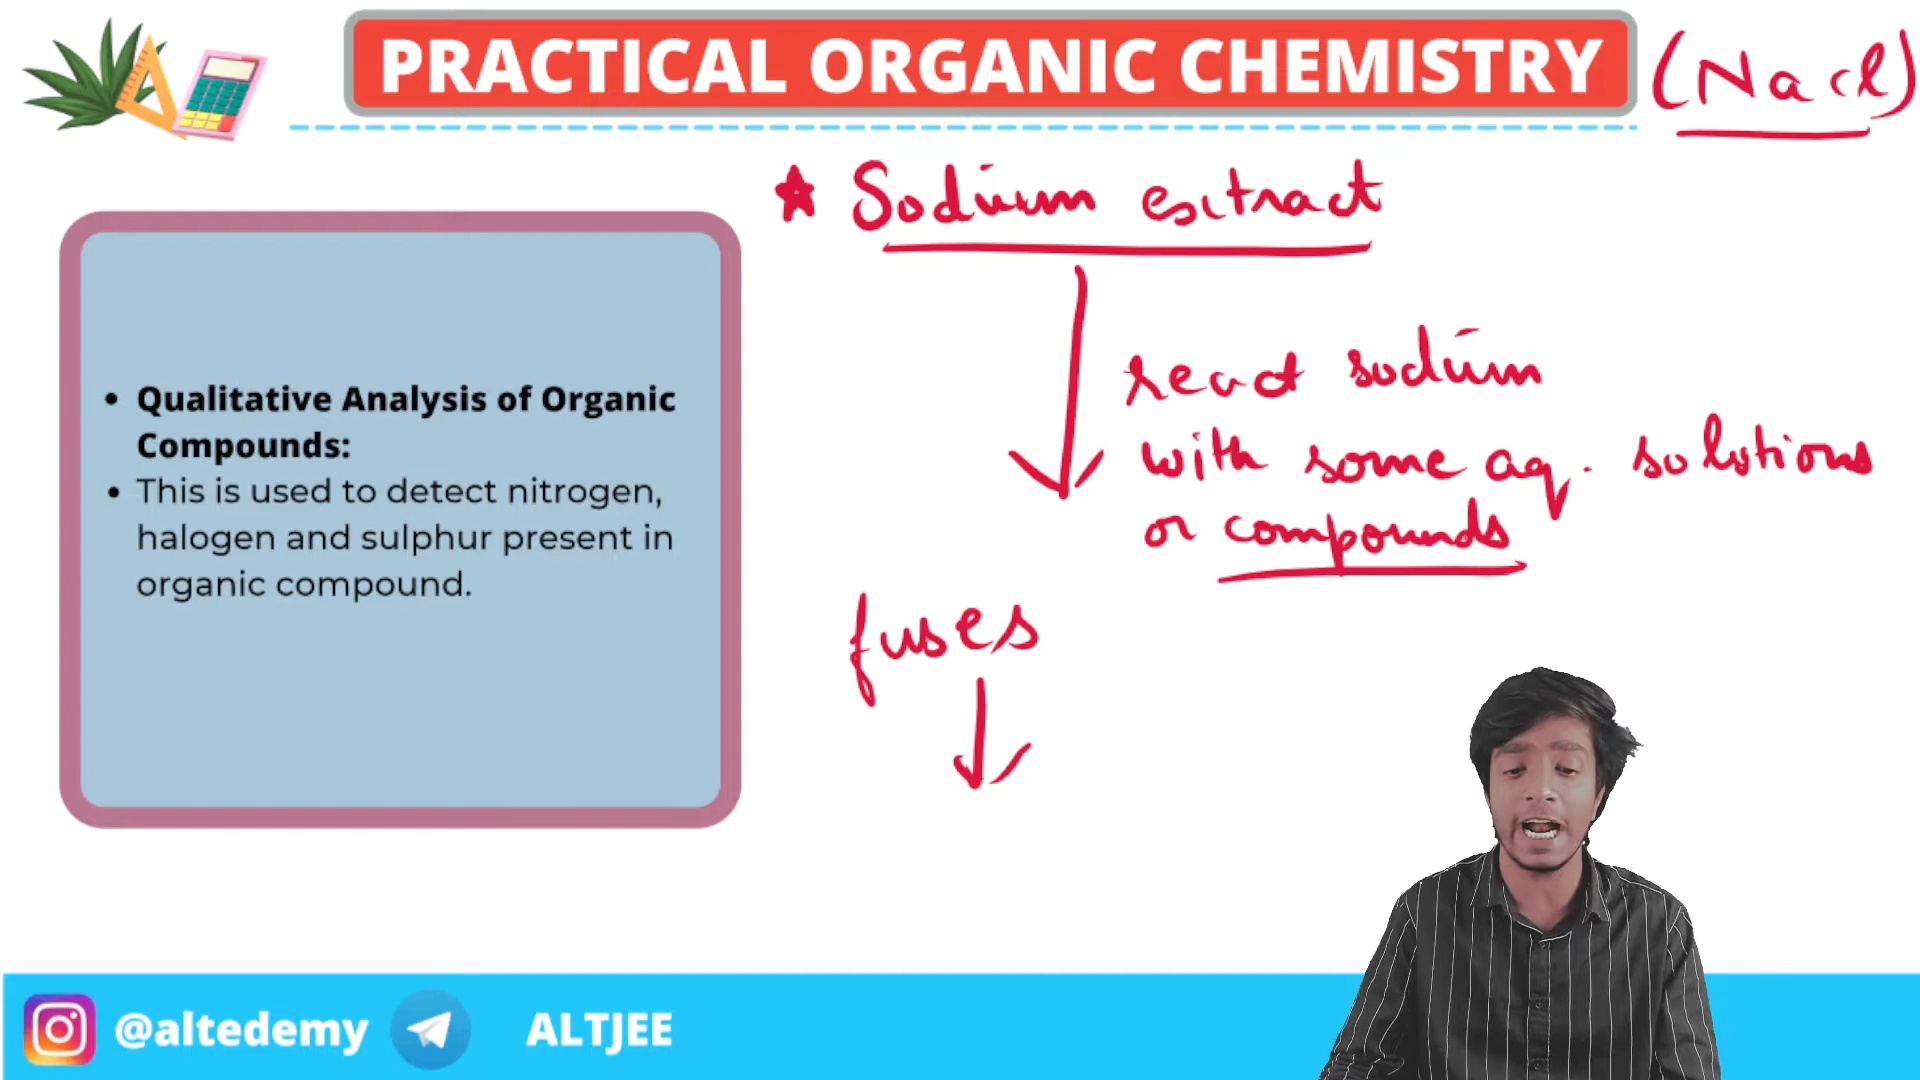 PRACTICAL ORGANIC CHEMISTRY (NaCl)
★ Sodium extract
react sodium
with some aq. solutions
or compounds
fuses
• Qualitative Analysis of Organic
Compounds:
• This is used to detect nitrogen,
halogen and sulphur present in
organic compound.
@altedemy ALTJEE